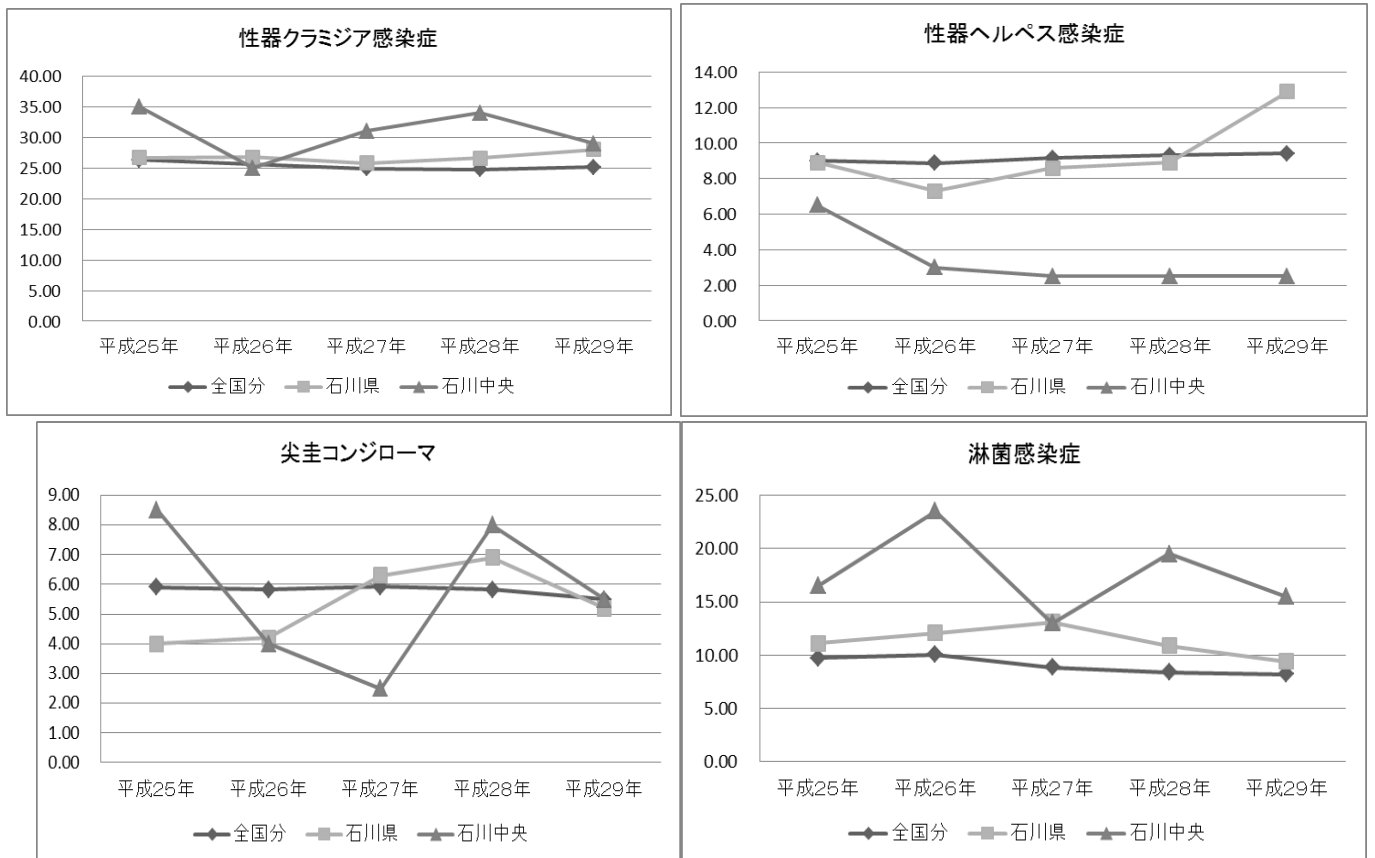 性器クラミジア感染症
40.00
35.00
30.00
25.00
20.00
15.00
10.00
5.00
0.00
平成25年 平成26年 平成27年 平成28年 平成29年
全国分 石川県 石川中央
性器ヘルペス感染症
14.00
12.00
10.00
8.00
6.00
4.00
2.00
0.00
平成25年 平成26年 平成27年 平成28年 平成29年
全国分 石川県 石川中央
尖圭コンジローマ
9.00
8.00
7.00
6.00
5.00
4.00
3.00
2.00
1.00
0.00
平成25年 平成26年 平成27年 平成28年 平成29年
全国分 石川県 石川中央
淋菌感染症
25.00
20.00
15.00
10.00
5.00
0.00
平成25年 平成26年 平成27年 平成28年 平成29年
全国分 石川県 石川中央